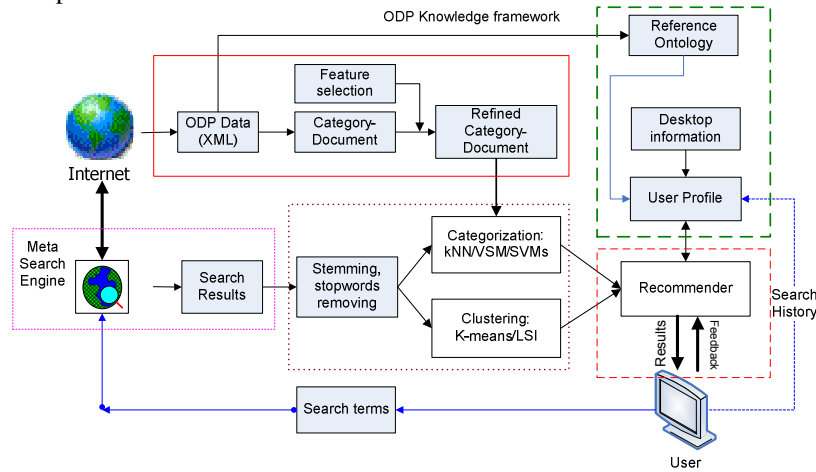 ODP Knowledge framework
Reference
Ontology
Feature
selection
ODP Data
(XML)
Category-
Document
Refined
Category-
Document
Desktop
information
Internet
User Profile
Meta
Search
Engine
Search
Results
Stemming,
stopwords
removing
Categorization:
kNN/VSM/SVMs
Clustering:
K-means/LSI
Recommender
Search
History
Results
Feedback
Search terms
User